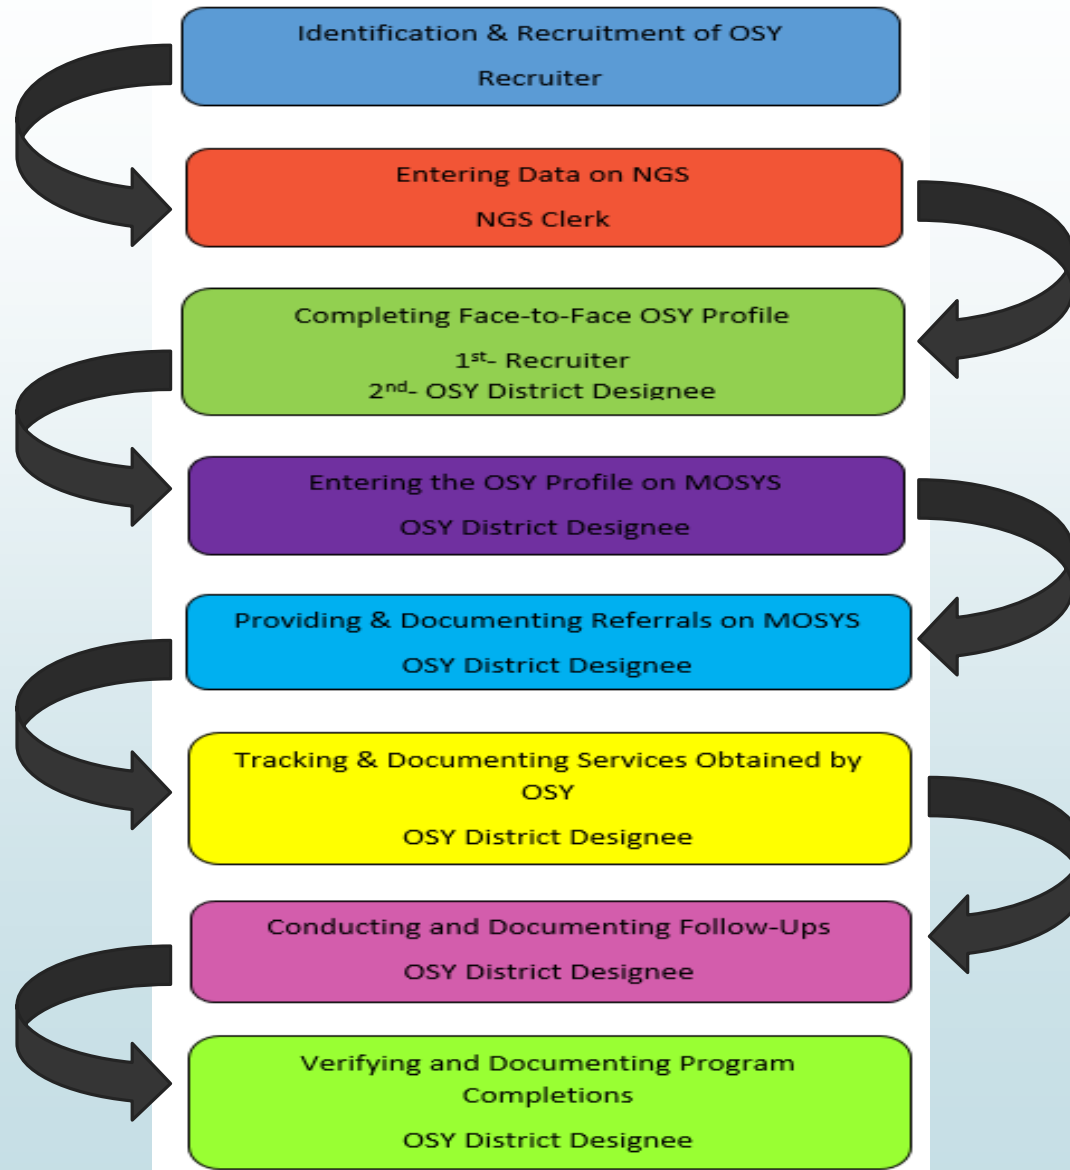 Identification & Recruitment of OSY
Recruiter
Entering Data on NGS
NGS Clerk
Completing Face-to-Face OSY Profile
1st- Recruiter
2nd- OSY District Designee
Entering the OSY Profile on MOSYS
OSY District Designee
Providing & Documenting Referrals on MOSYS
OSY District Designee
Tracking & Documenting Services Obtained by
OSY
OSY District Designee
Conducting and Documenting Follow-Ups
OSY District Designee
Verifying and Documenting Program
Completions
OSY District Designee